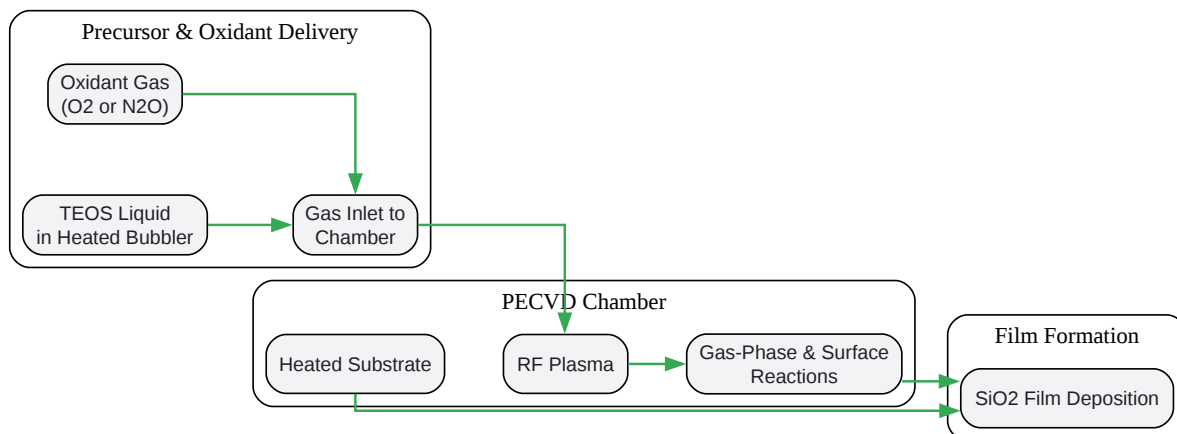 Precursor & Oxidant Delivery
Oxidant Gas
(O2 or N2O)
TEOS Liquid
in Heated Bubbler
Gas Inlet to
Chamber
PECVD Chamber
Heated Substrate
RF Plasma
Gas-Phase & Surface
Reactions
Film Formation
SiO2 Film Deposition